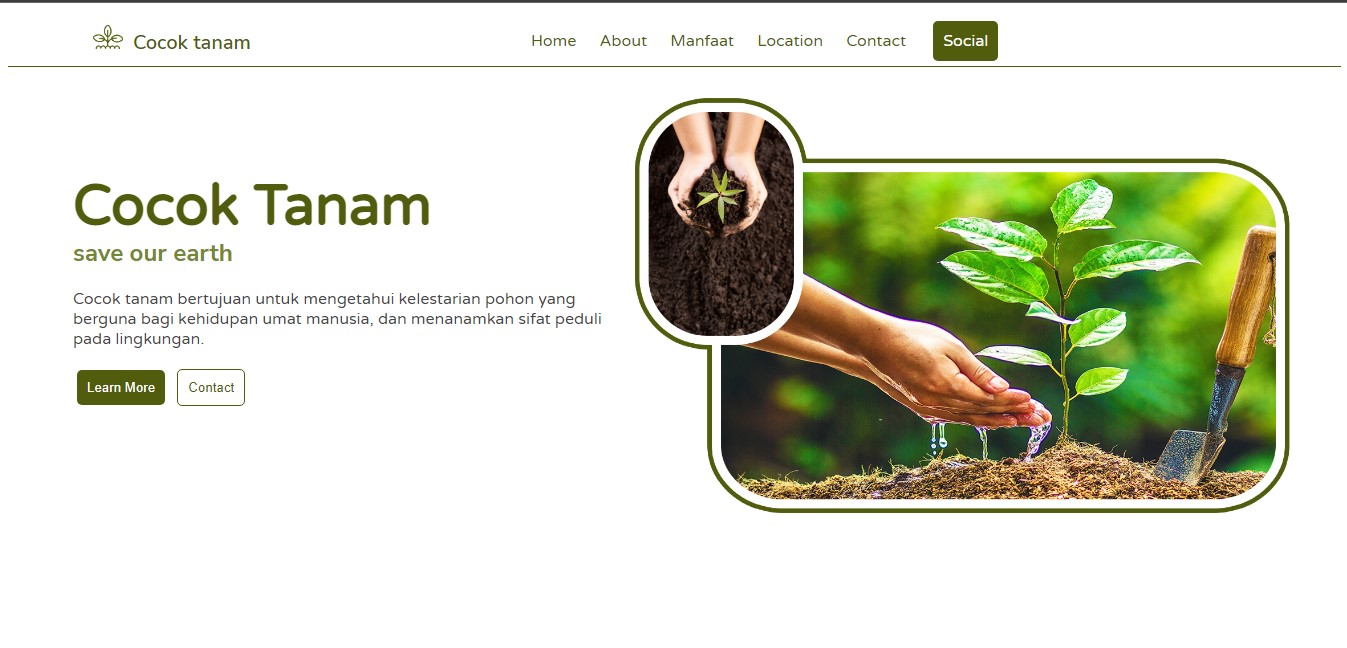 Cocok tanam
Home About Manfaat Location Contact Social
Cocok Tanam
save our earth
Cocok tanam bertujuan untuk mengetahui kelestarian pohon yang
berguna bagi kehidupan umat manusia, dan menanamkan sifat peduli
pada lingkungan.
Learn More Contact